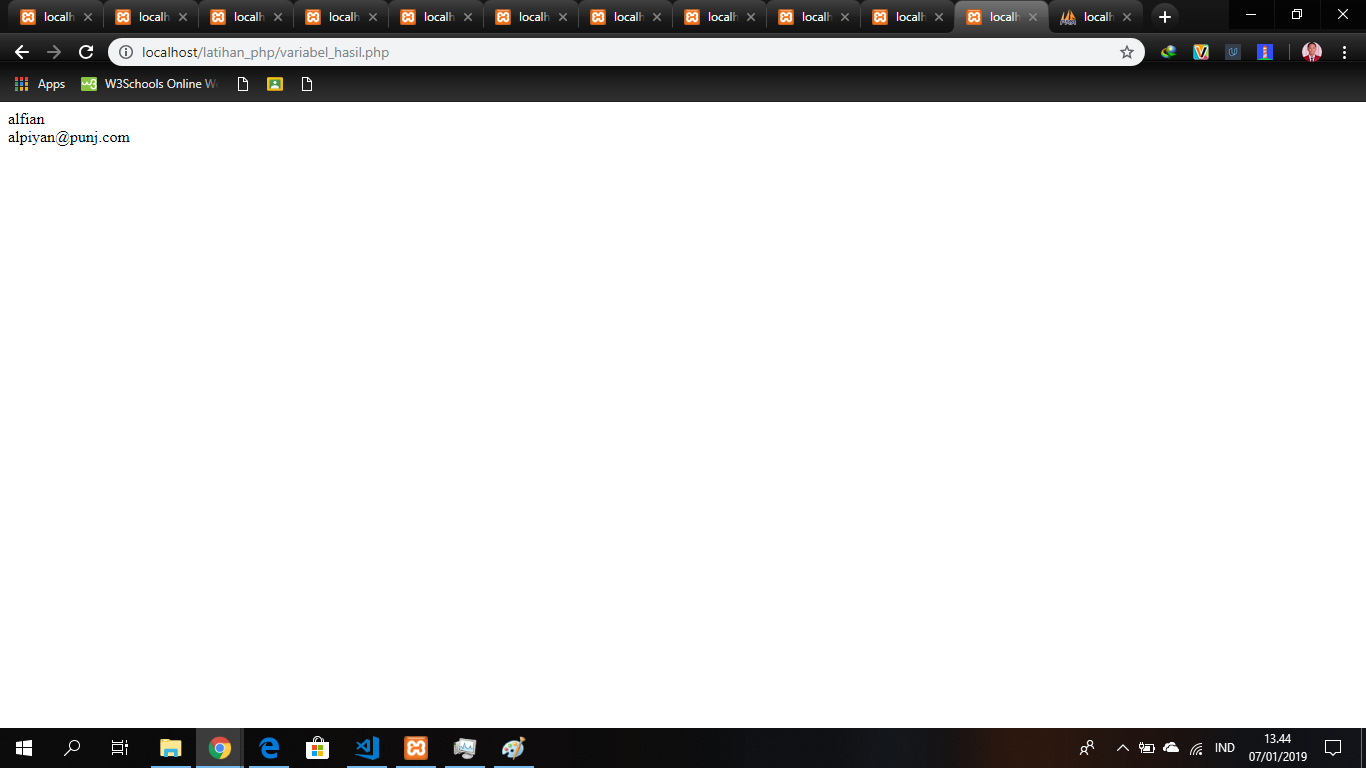 localh localh localh localh localh localh localh localh localh localh localh localh
localhost/latihan_php/variabel_hasil.php
Apps W3Schools Online W
alfian
alpiyan@punj.com
IND
13.44
07/01/2019